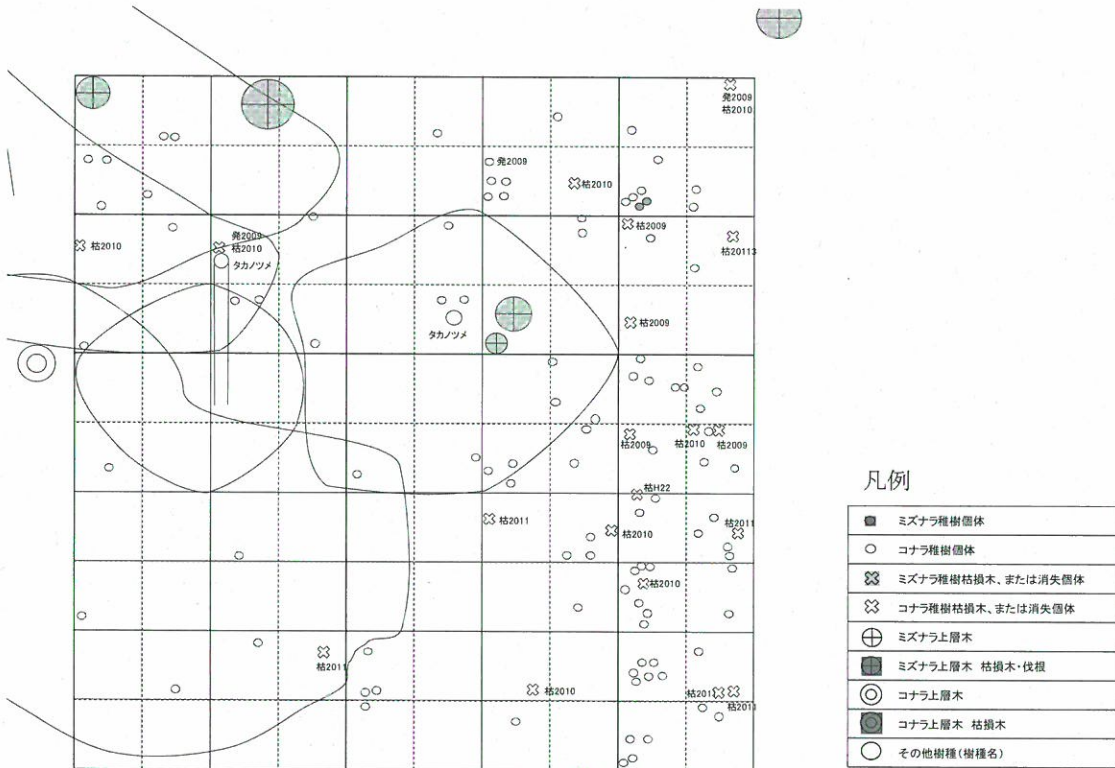 発2009
枯2010
発2009
枯2010
枯2010
発2009
枯2010
タカノツメ
枯2009
枯20113
タカノツメ
枯2009
枯2009
枯2010
枯2009
枯H22
枯2011
枯2010
枯2011
枯2010
枯2011
枯2010
枯201
枯2011
凡例
ミズナラ稚樹個体
コナラ稚樹個体
ミズナラ稚樹枯損木、または消失個体
コナラ稚樹枯損木、または消失個体
ミズナラ上層木
ミズナラ上層木 枯損木・伐根
コナラ上層木
コナラ上層木 枯損木
その他樹種(樹種名)